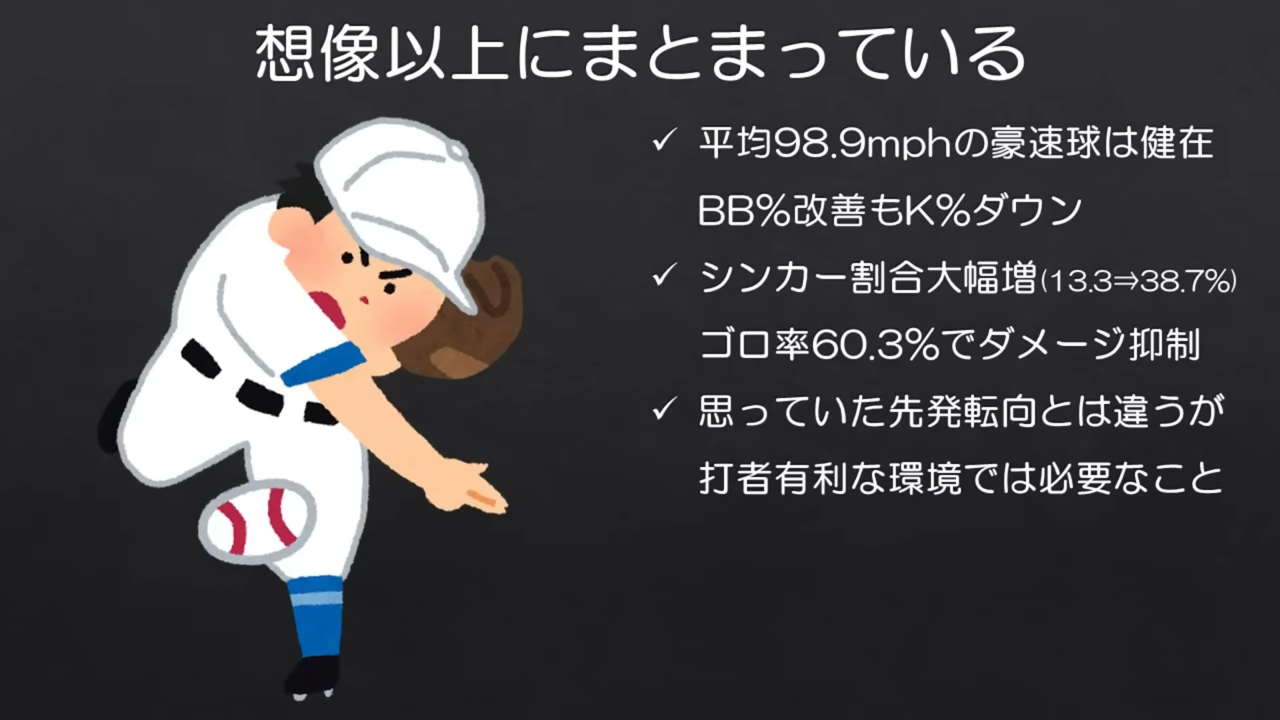 想像以上にまとまっている
✓ 平均98.9mphの豪速球は健在
BB%改善もK%ダウン
✓ シンカー割合大幅増(13.3⇒38.7%)
ゴロ率60.3%でダメージ抑制
✓ 思っていた先発転向とは違うが
打者有利な環境では必要なこと